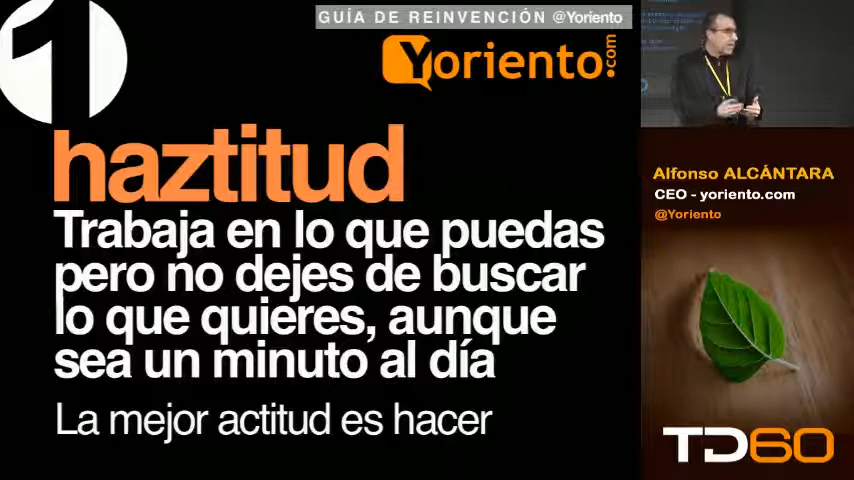 1
GUÍA DE REINVENCIÓN @Yoriento
Yoriento.com
haztitud
Trabaja en lo que puedas
pero no dejes de buscar
lo que quieres, aunque
sea un minuto al día
La mejor actitud es hacer
Alfonso ALCÁNTARA
CEO - yoriento.com
@Yoriento
TD60